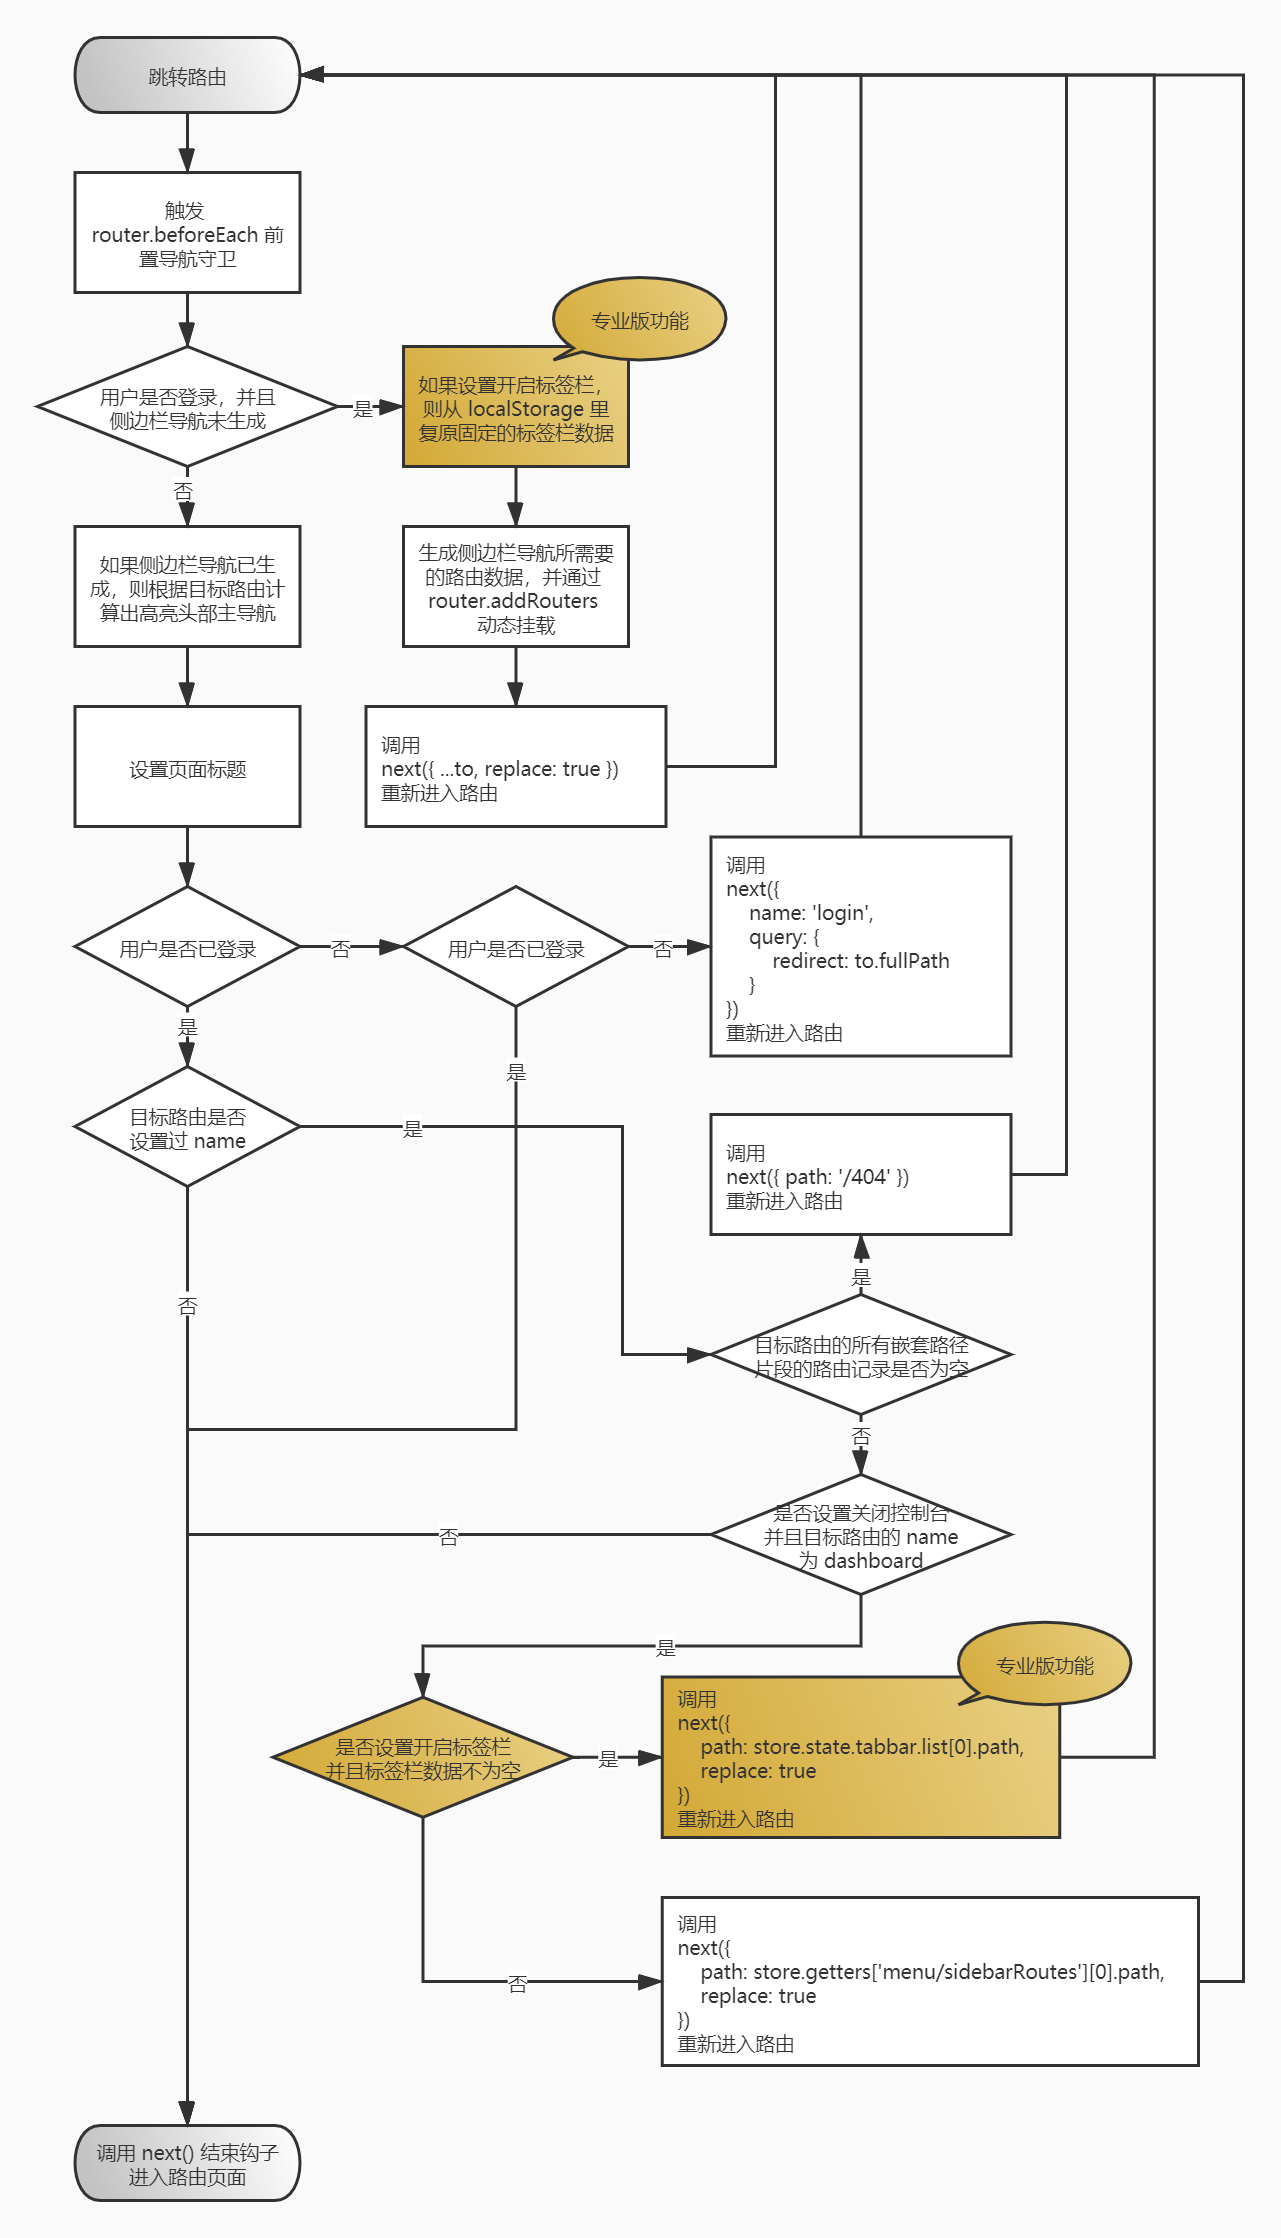 跳转路由
触发
router.beforeEach 前
置导航守卫
专业版功能
用户是否登录，并且
侧边栏导航未生成
是
如果设置开启标签栏，
则从 localStorage 里
复原固定的标签栏数据
否
如果侧边栏导航已生
成，则根据目标路由计
算出高亮头部主导航
生成侧边栏导航所需要
的路由数据，并通过
router.addRouters
动态挂载
设置页面标题
调用
next({ ...to, replace: true })
重新进入路由
用户是否已登录
否
用户是否已登录
否
调用
next({
name: 'login',
query: {
redirect: to.fullPath
}
})
重新进入路由
是
是
目标路由是否
设置过 name
是
调用
next({ path: '/404' })
重新进入路由
是
否
目标路由的所有嵌套路径
片段的路由记录是否为空
否
是否设置关闭控制台
并且目标路由的 name
为 dashboard
否
是
专业版功能
是否设置开启标签栏
并且标签栏数据不为空
是
调用
next({
path: store.state.tabbar.list[0].path,
replace: true
})
重新进入路由
否
调用
next({
path: store.getters['menu/sidebarRoutes'][0].path,
replace: true
})
重新进入路由
调用 next() 结束钩子
进入路由页面